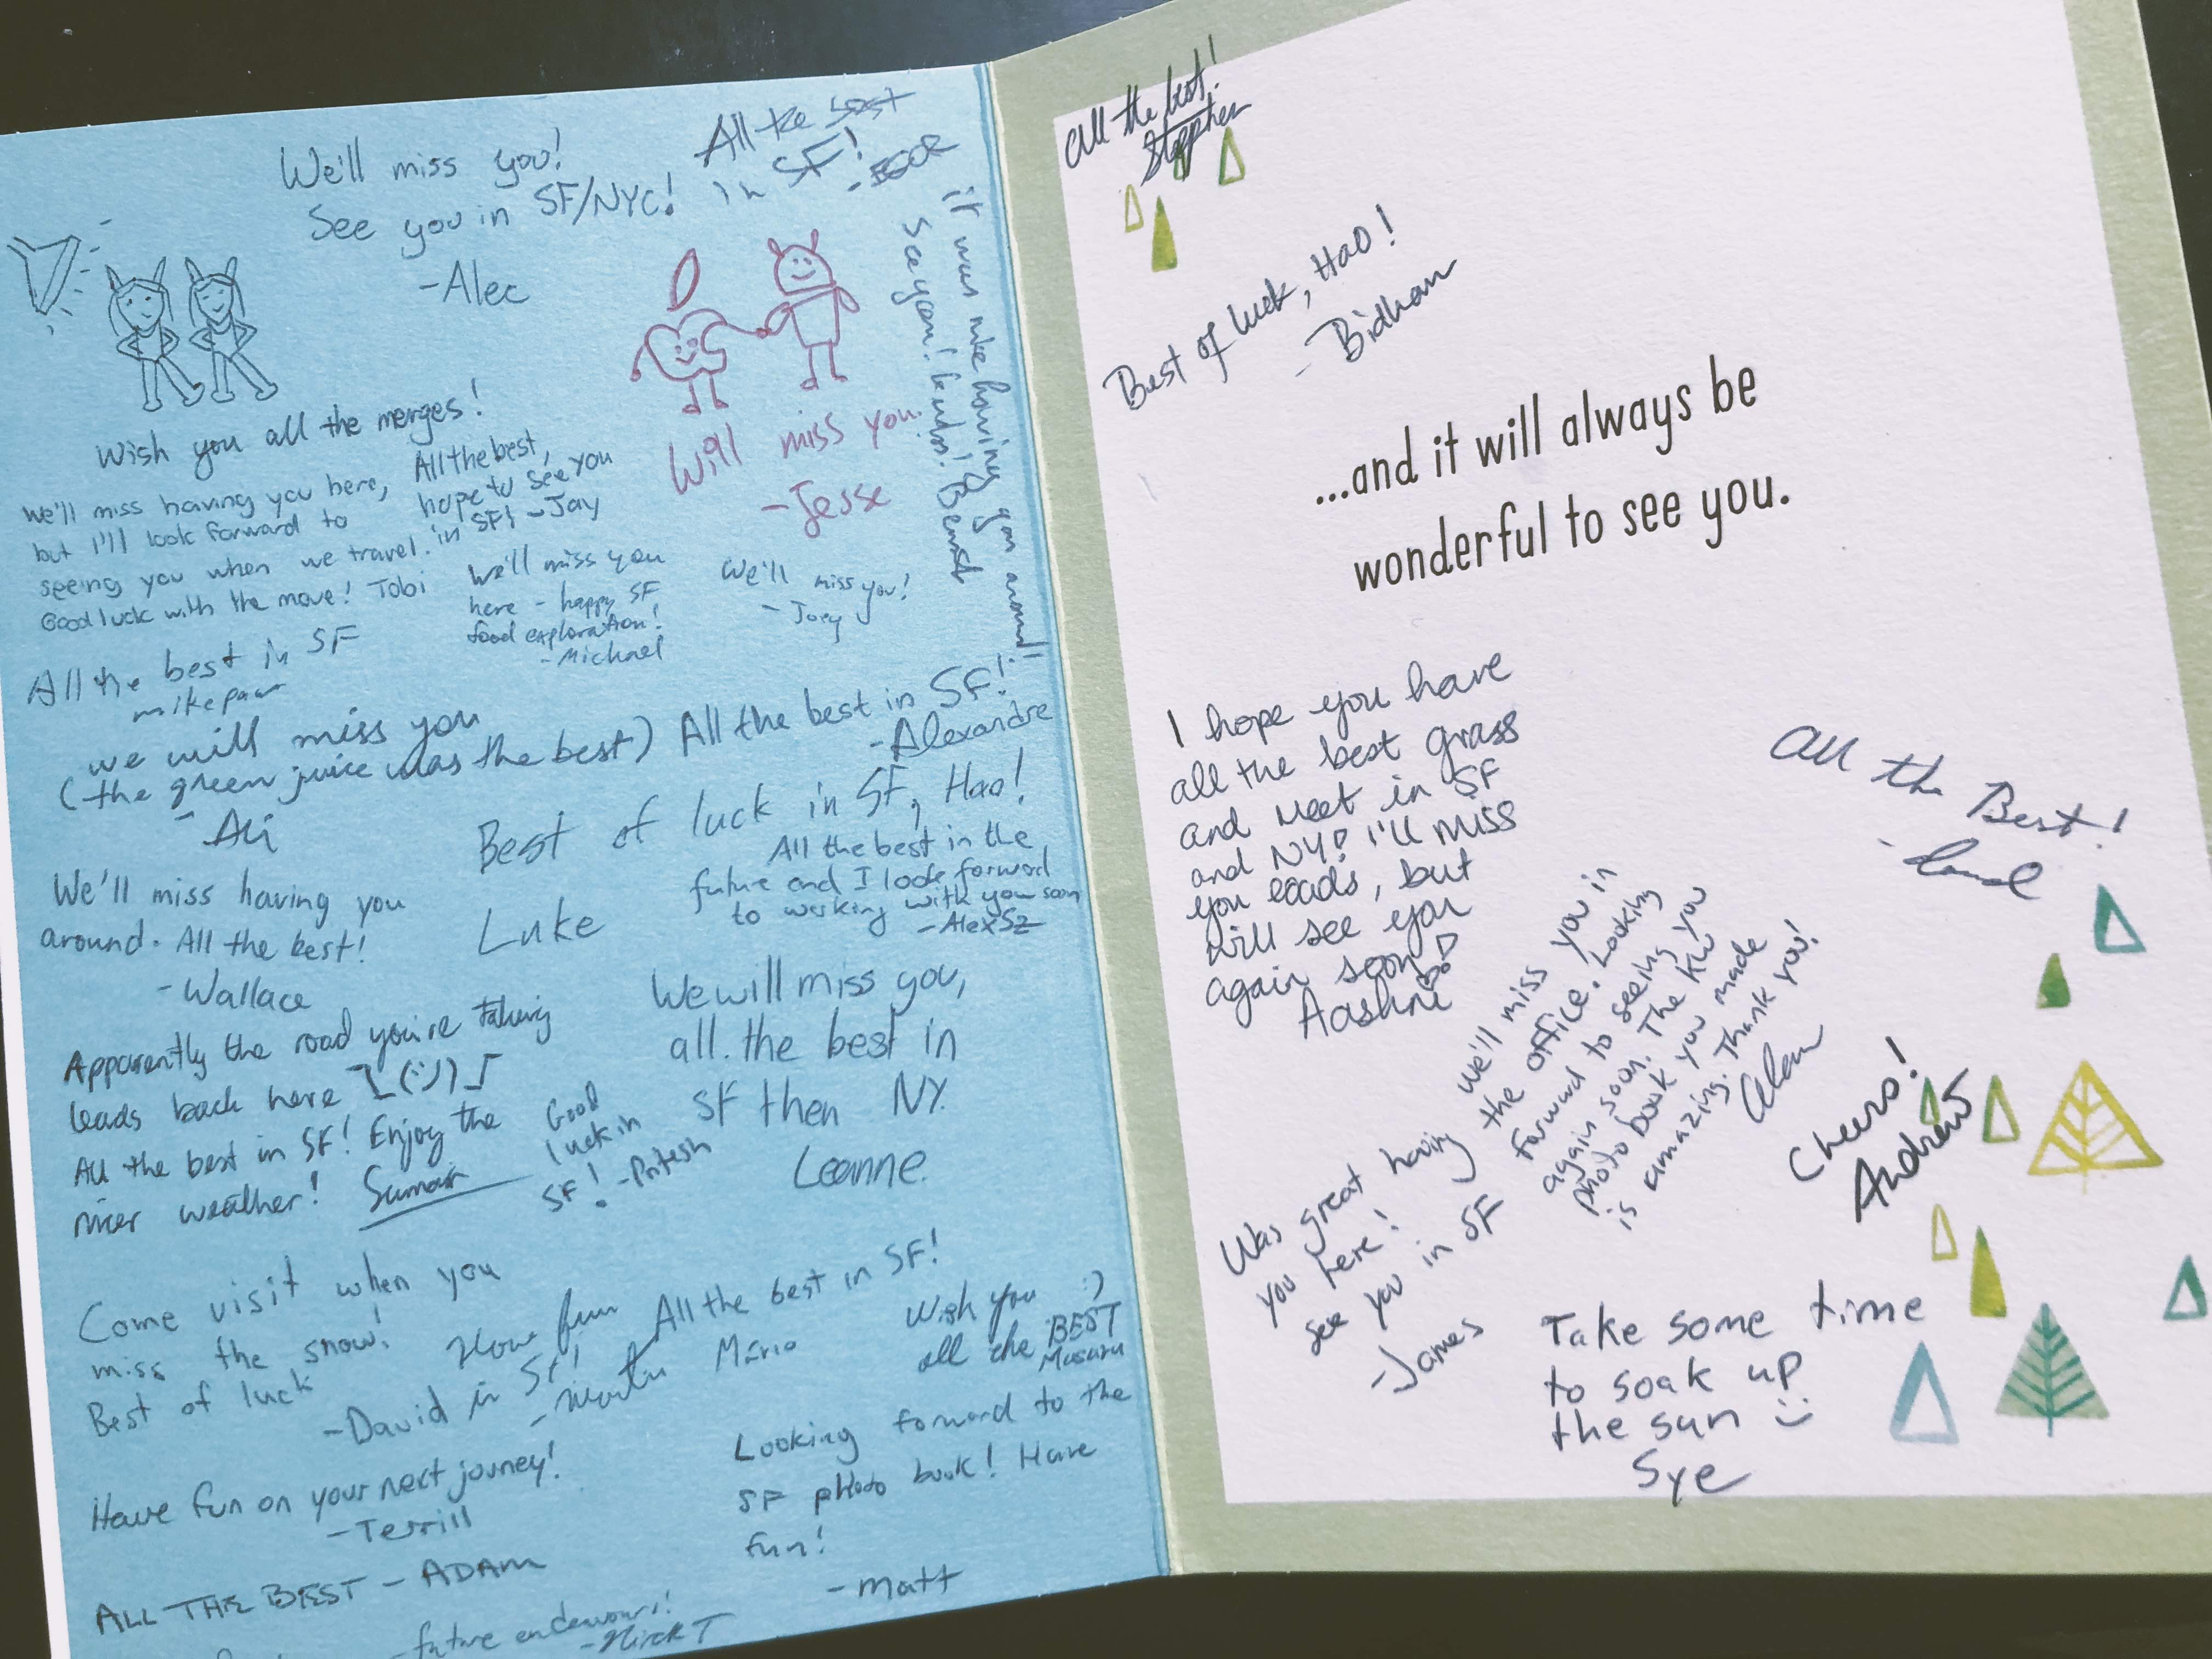 We'll miss you!
See you in SF/NYC!
-Alec
All the best
in SF!
it was nice having you around!
see you!
Wish you all the merges!
Will miss you
-Jesse
We'll miss having you here,
but I'll look forward to
seeing you when we travel.
Good luck with the move! Tobi
All the best,
hope to see you
in SF! -Jay
We'll miss you
here - happy SF
food exploration!
-Michael
We'll miss you!
-Joey
All the best in SF
mikepaw
we will miss you
(the green juice was the best)
- Ali
All the best in SF!
-Alexandre
Best of luck in SF, Hao!
Luke
All the best in the
future and I look forward
to working with you soon
-AlexSz
We'll miss having you
around. All the best!
-Wallace
We will miss you,
all the best in
SF then NY.
Leanne.
Apparently the road you're taking
leads back here ¯\_(ツ)_/¯
All the best in SF! Enjoy the
nicer weather! Sumair
Good
luck in
SF! -Pritesh
Come visit when you
miss the snow!
Best of luck
-David
Have fun
in SF!
-Martin
All the best in SF!
Mário
Wish you :)
all the BEST
Masaru
Have fun on your next jouney!
-Terrill
Looking forward to the
SF photo book! Have
fun!
-Matt
ALL THE BEST - ADAM
future endeavours!
-Nick T
All the best!
Stephen
Best of luck, Hao!
- Bidhan
...and it will always be
wonderful to see you.
I hope you have
all the best grass
and meet in SF
and NY! I'll miss
you loads, but
will see you
again soon!
Aashni
All the Best!
We'll miss you in
the office. Looking
forward to seeing you
again soon. The KW
photo book you made
is amazing. Thank you!
Alan
Cheers!
Andrew
Was great having
you here!
See you in SF
-James
Take some time
to soak up
the sun :)
Sye